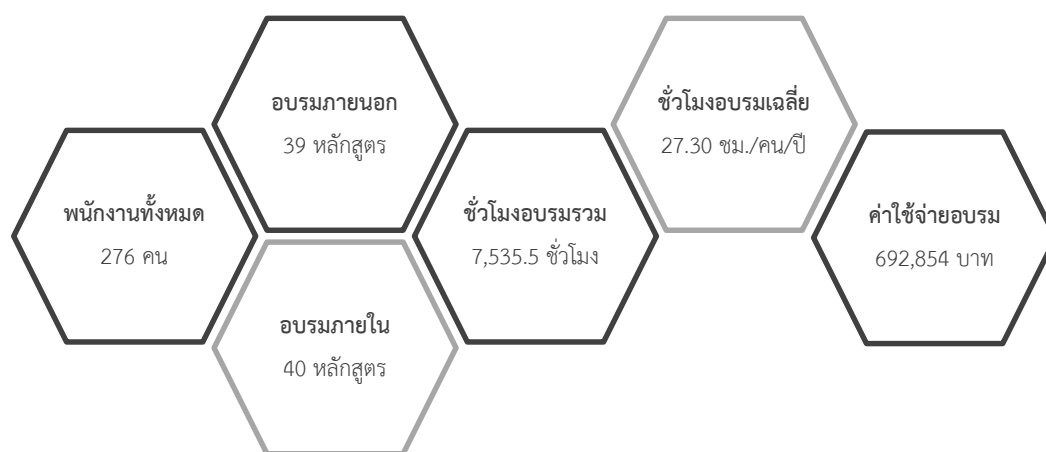 อบรมภายนอก
39 หลักสูตร
ชั่วโมงอบรมเฉลี่ย
27.30 ชม./คน/ปี
พนักงานทั้งหมด
276 คน
ชั่วโมงอบรมรวม
7,535.5 ชั่วโมง
ค่าใช้จ่ายอบรม
692,854 บาท
อบรมภายใน
40 หลักสูตร